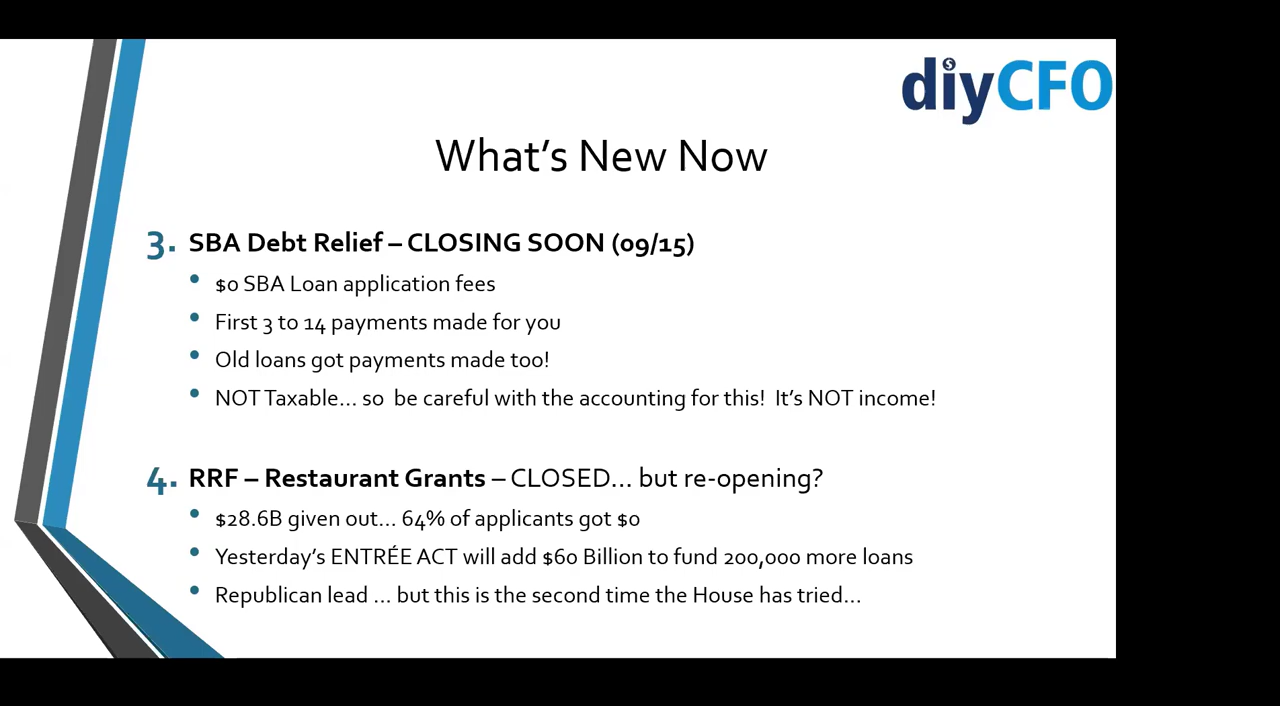 diyCFO
What's New Now
3. SBA Debt Relief – CLOSING SOON (09/15)
• $0 SBA Loan application fees
• First 3 to 14 payments made for you
• Old loans got payments made too!
• NOT Taxable... so be careful with the accounting for this! It's NOT income!
4. RRF – Restaurant Grants – CLOSED... but re-opening?
• $28.6B given out... 64% of applicants got $0
• Yesterday's ENTRÉE ACT will add $60 Billion to fund 200,000 more loans
• Republican lead ... but this is the second time the House has tried...